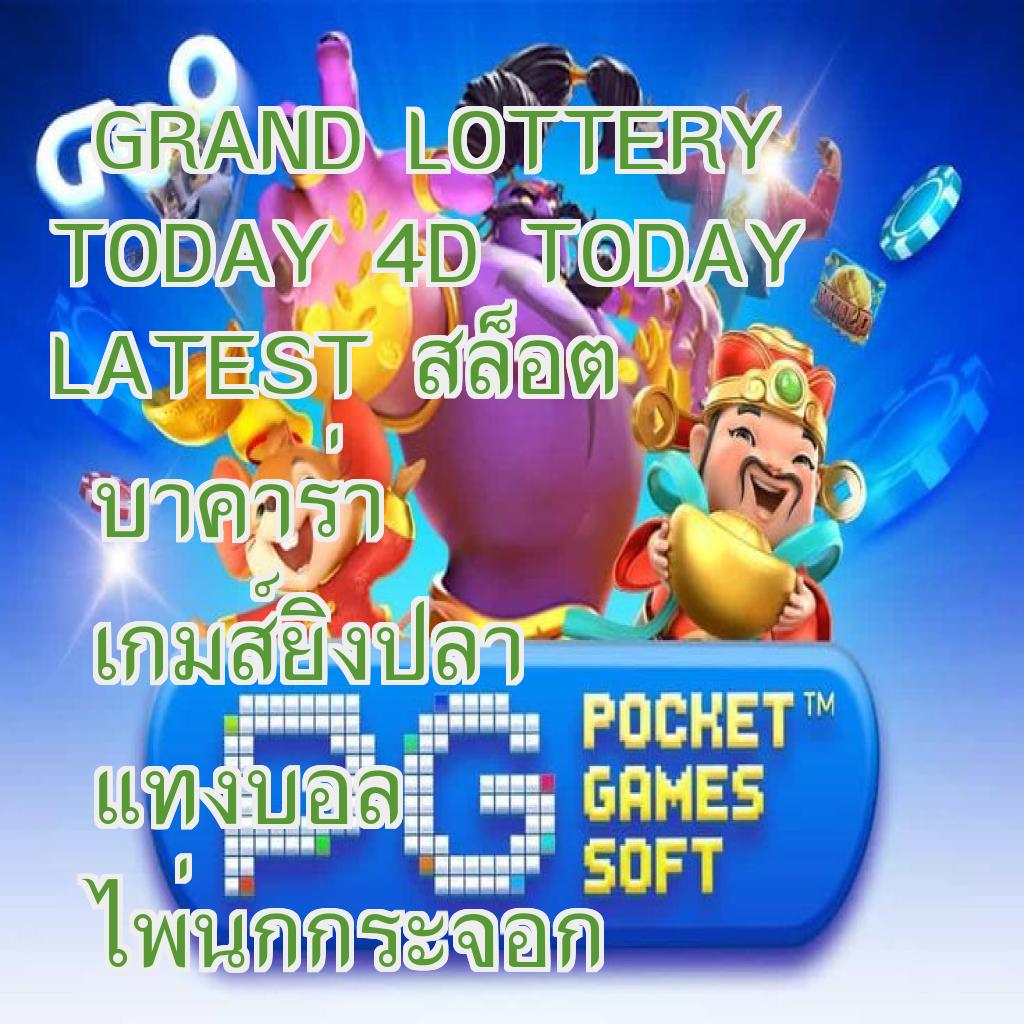 GRAND LOTTERY
TODAY 4D TODAY
LATEST สล็อต
บาคาร่า
เกมส์ยิงปลา
แทงบอล
ไพ่นกกระจอก
WILD
PG
POCKET™
GAMES
SOFT